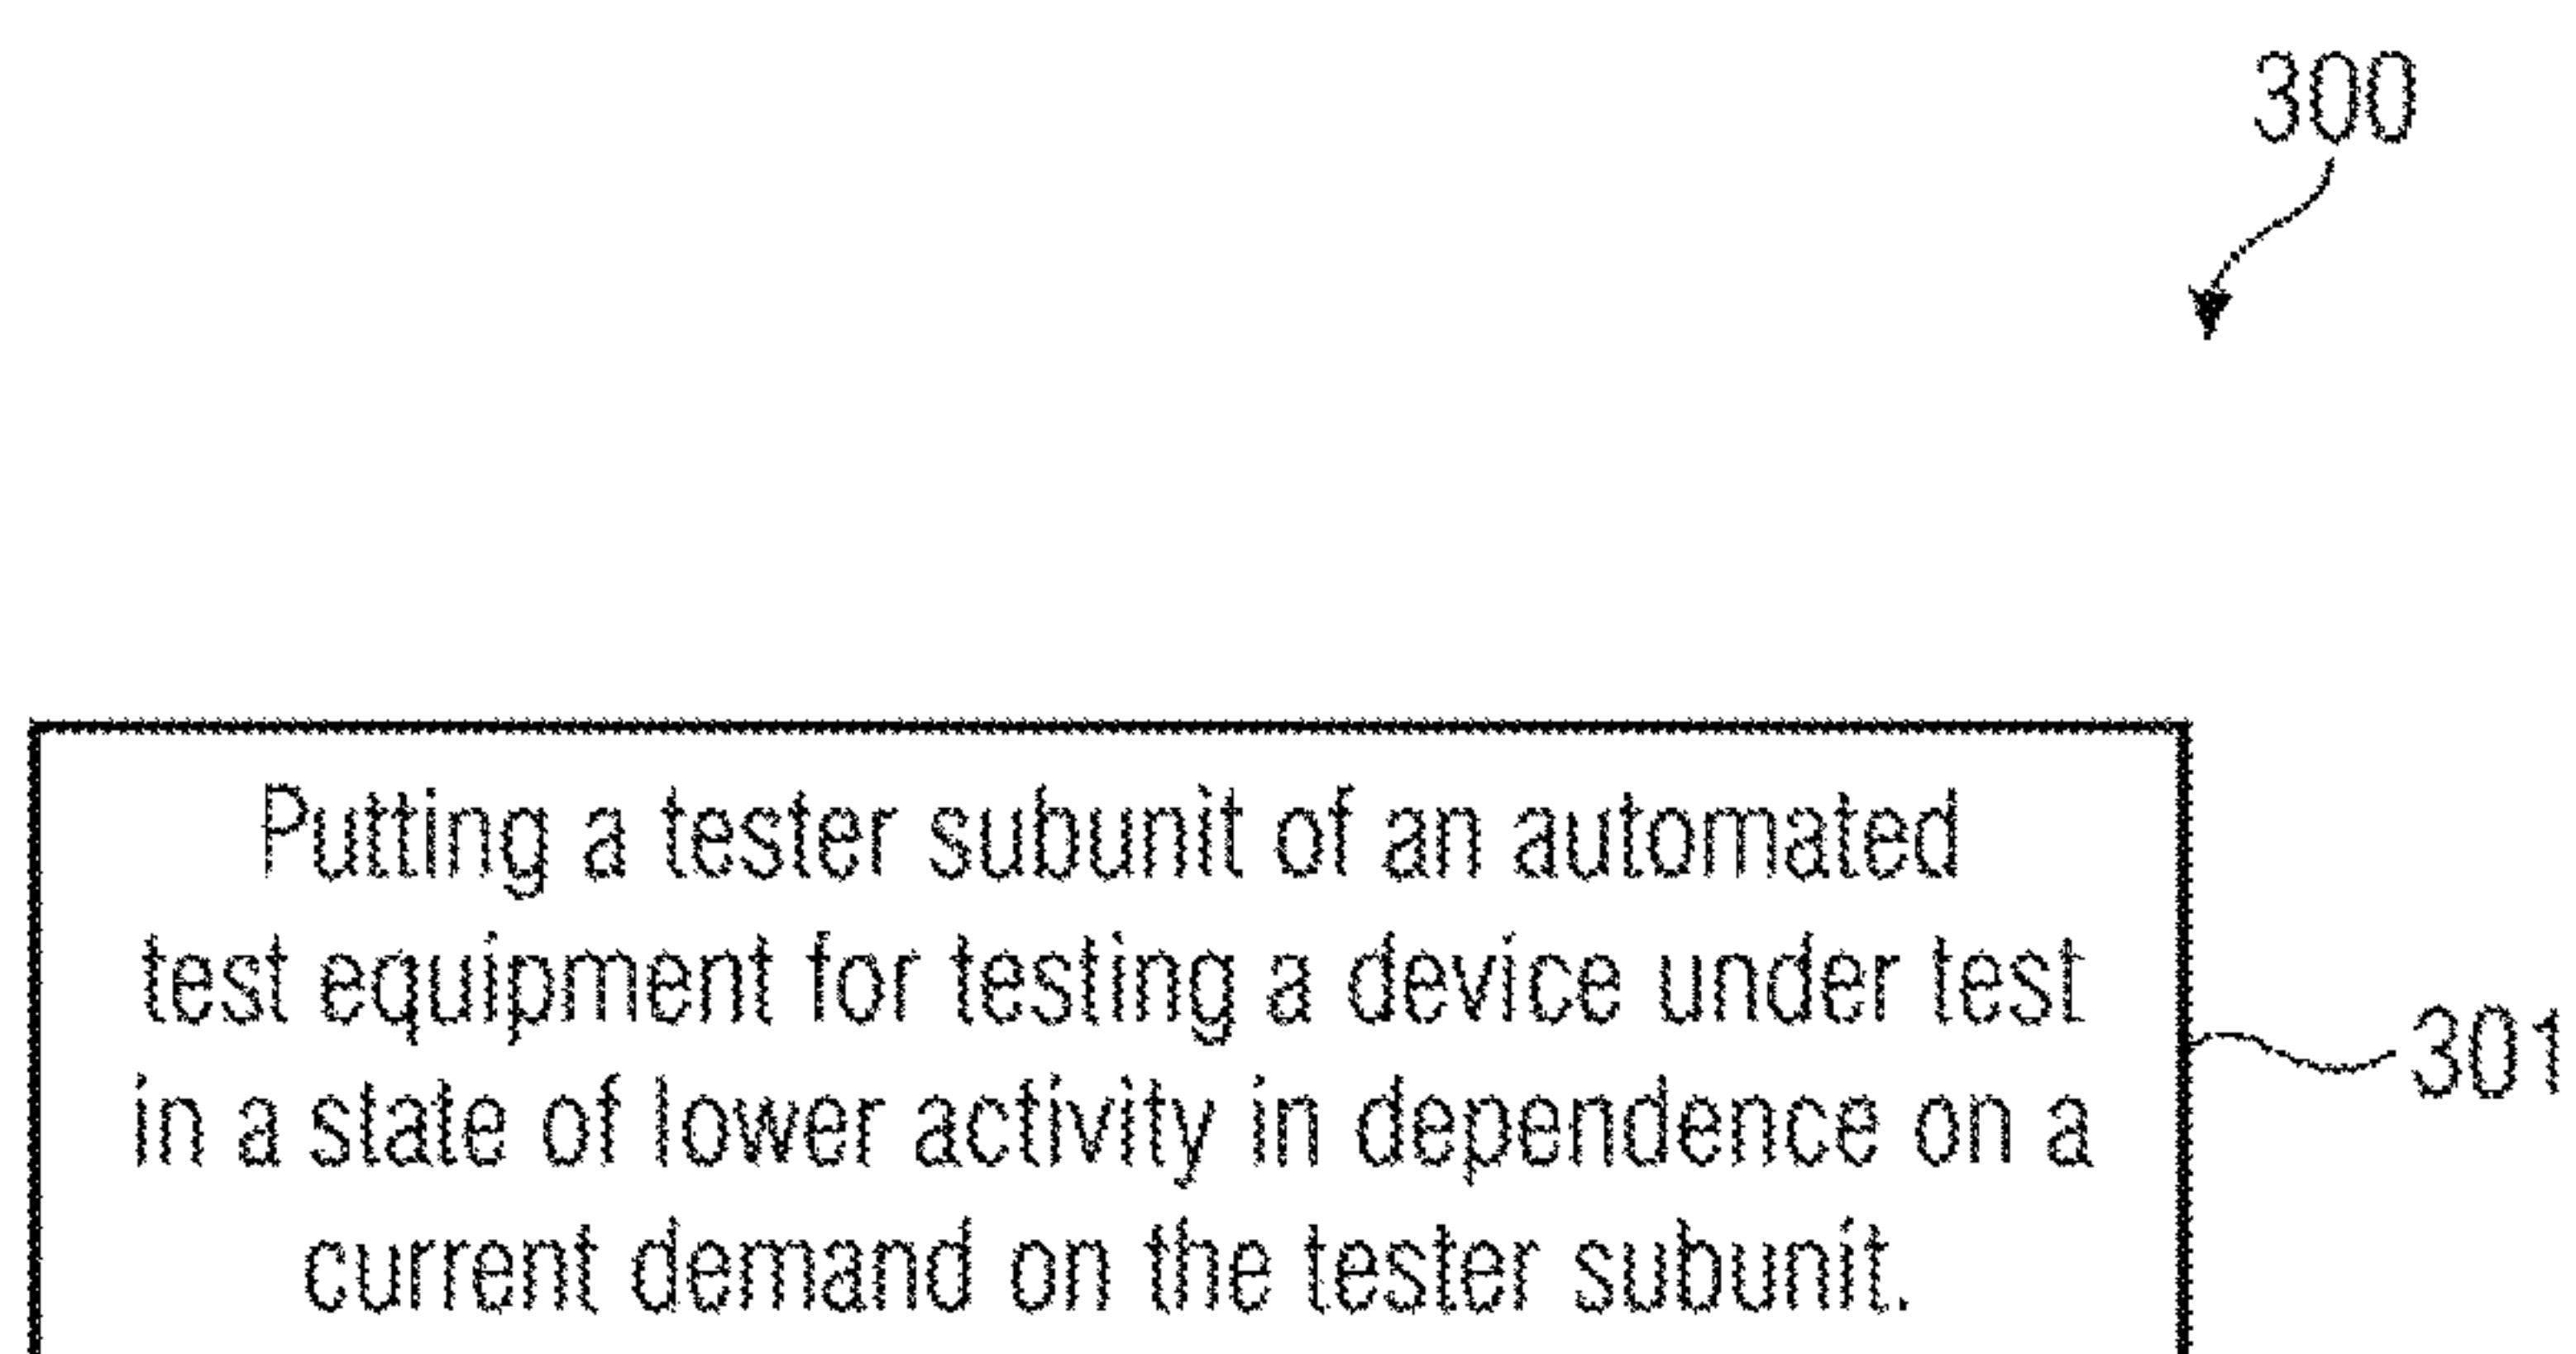 300
Putting a tester subunit of an automated
test equipment for testing a device under test
in a state of lower activity in dependence on a
current demand on the tester subunit.
301